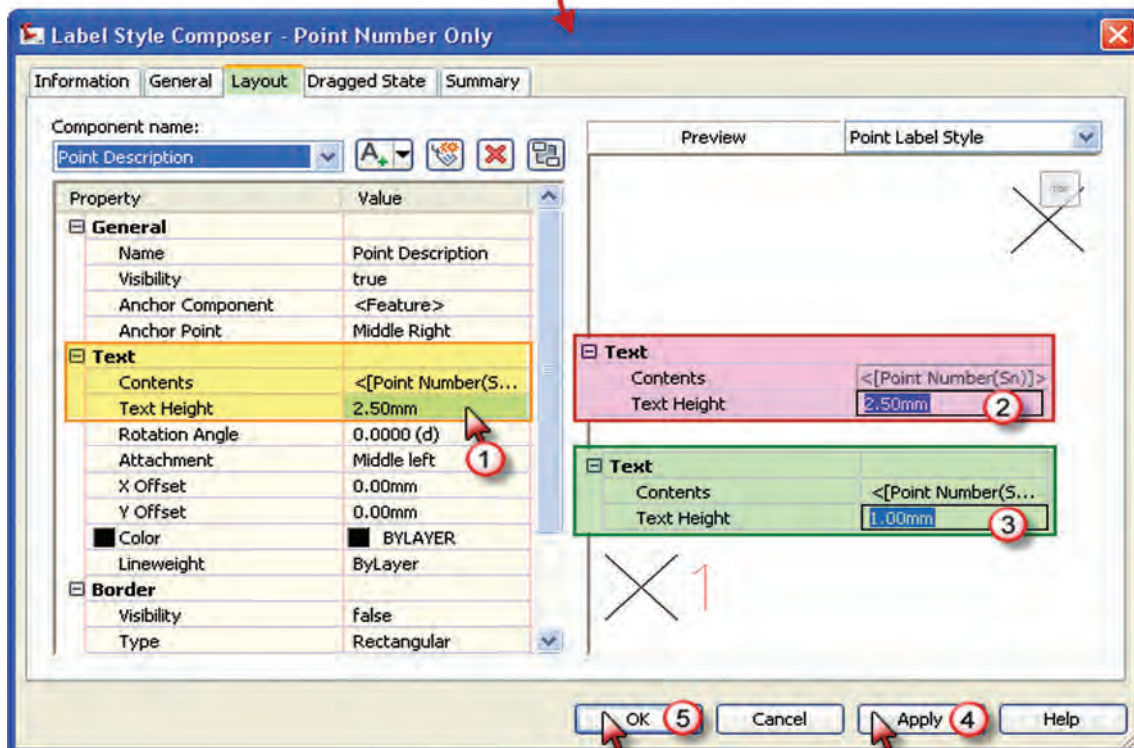 Label Style Composer - Point Number Only
Information General Layout Dragged State Summary
Component name:
Point Description
Preview Point Label Style
Property Value
General
Name Point Description
Visibility true
Anchor Component <Feature>
Anchor Point Middle Right
Text
Contents <[Point Number(S...
Text Height 2.50mm
Rotation Angle 0.0000 (d)
Attachment Middle left
X Offset 0.00mm
Y Offset 0.00mm
Color BYLAYER
Lineweight ByLayer
Border
Visibility false
Type Rectangular
1
TOP
Text
Contents <[Point Number(Sn)]>
Text Height 2.50mm 2
Text
Contents <[Point Number(S...
Text Height 1.00mm 3
1
OK 5 Cancel Apply 4 Help